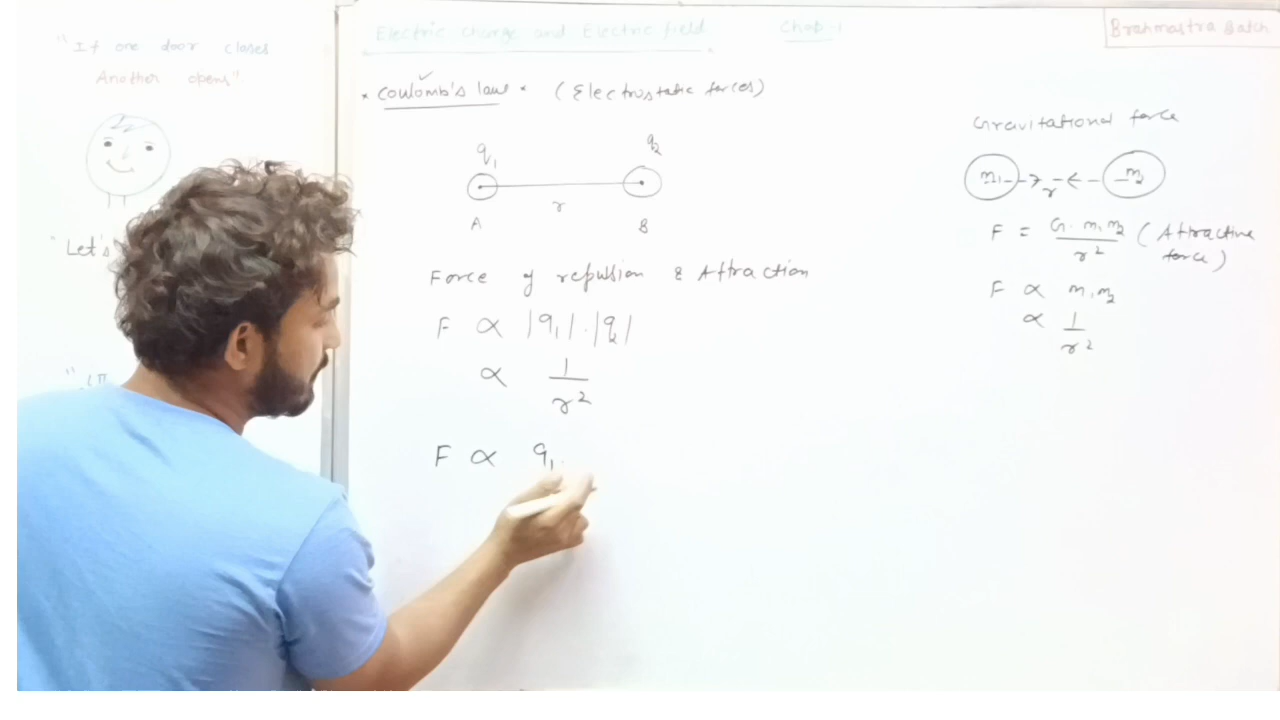 "If one door closes
Another opens"
"Let's
Electric charge and Electric field Chap-1
Brahmastra Batch
* Coulomb's law * (Electrostatic forces)
q₁ q₂
r
A B
Force of repulsion & Attraction
F ∝ |q₁|.|q₂|
∝ 1/r²
F ∝ q₁.
Gravitational force
m₁ r m₂
F = G.m₁m₂/r² (Attractive
force)
F ∝ m₁m₂
∝ 1/r²